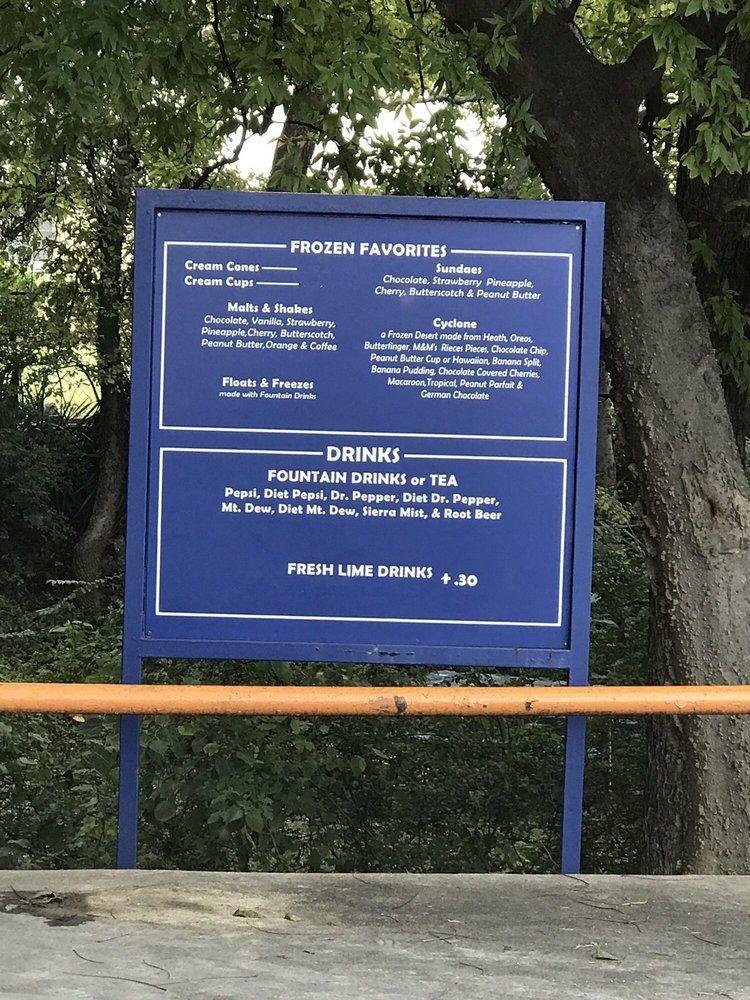 FROZEN FAVORITES
Cream Cones
Cream Cups
Malts & Shakes
Chocolate, Vanilla, Strawberry,
Pineapple,Cherry, Butterscotch,
Peanut Butter,Orange & Coffee
Floats & Freezes
made with Fountain Drinks
Sundaes
Chocolate, Strawberry Pineapple,
Cherry, Butterscotch & Peanut Butter
Cyclone
a Frozen Desert made from Heath, Oreos,
Butterfinger, M&M's Rieces Pieces, Chocolate Chip,
Peanut Butter Cup or Hawaiian, Banana Split,
Banana Pudding, Chocolate Covered Cherries,
Macaroon,Tropical, Peanut Parfait &
German Chocolate
DRINKS
FOUNTAIN DRINKS or TEA
Pepsi, Diet Pepsi, Dr. Pepper, Diet Dr. Pepper,
Mt. Dew, Diet Mt. Dew, Sierra Mist, & Root Beer
FRESH LIME DRINKS + .30